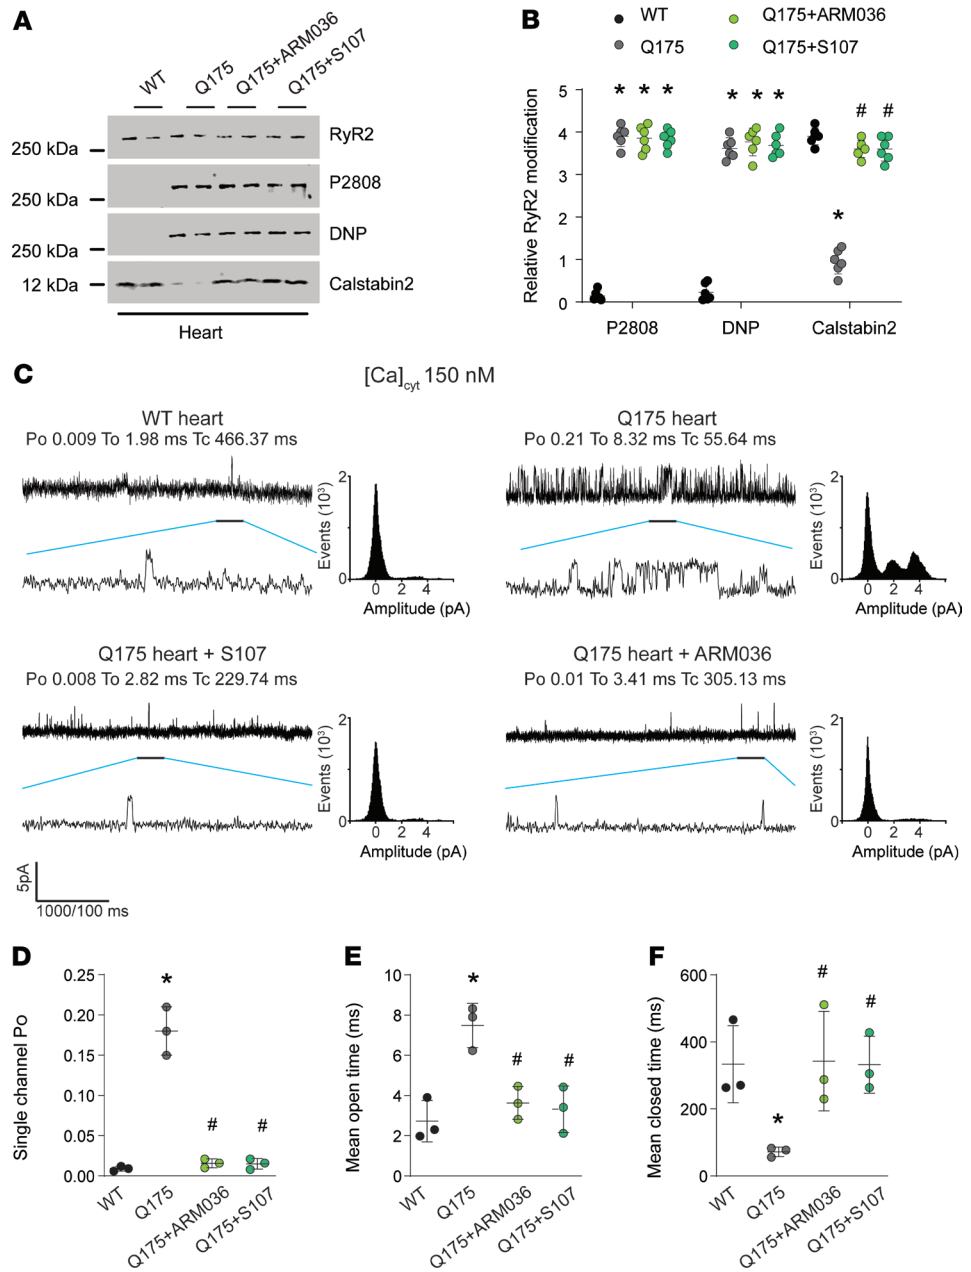 A
WT
Q175
Q175+ARM036
Q175+S107
RyR2
250 kDa
P2808
250 kDa
DNP
250 kDa
12 kDa
Calstabin2
Heart
B
WT
Q175+ARM036
Q175
Q175+S107
Relative RyR2 modification
5
4
3
2
1
0
* * *
* * *
*
# #
P2808
DNP
Calstabin2
C
[Ca]cyt 150 nM
WT heart
Po 0.009 To 1.98 ms Tc 466.37 ms
Events (10³)
2
0
0 2 4
Amplitude (pA)
Q175 heart
Po 0.21 To 8.32 ms Tc 55.64 ms
Events (10³)
2
0
0 2 4
Amplitude (pA)
Q175 heart + S107
Po 0.008 To 2.82 ms Tc 229.74 ms
Events (10³)
2
0
0 2 4
Amplitude (pA)
Q175 heart + ARM036
Po 0.01 To 3.41 ms Tc 305.13 ms
Events (10³)
2
0
0 2 4
Amplitude (pA)
5pA
1000/100 ms
D
Single channel Po
0.25
0.20
0.15
0.10
0.05
0.00
*
#
#
WT
Q175
Q175+ARM036
Q175+S107
E
Mean open time (ms)
10
8
6
4
2
0
*
#
#
WT
Q175
Q175+ARM036
Q175+S107
F
Mean closed time (ms)
600
400
200
0
*
#
#
WT
Q175
Q175+ARM036
Q175+S107